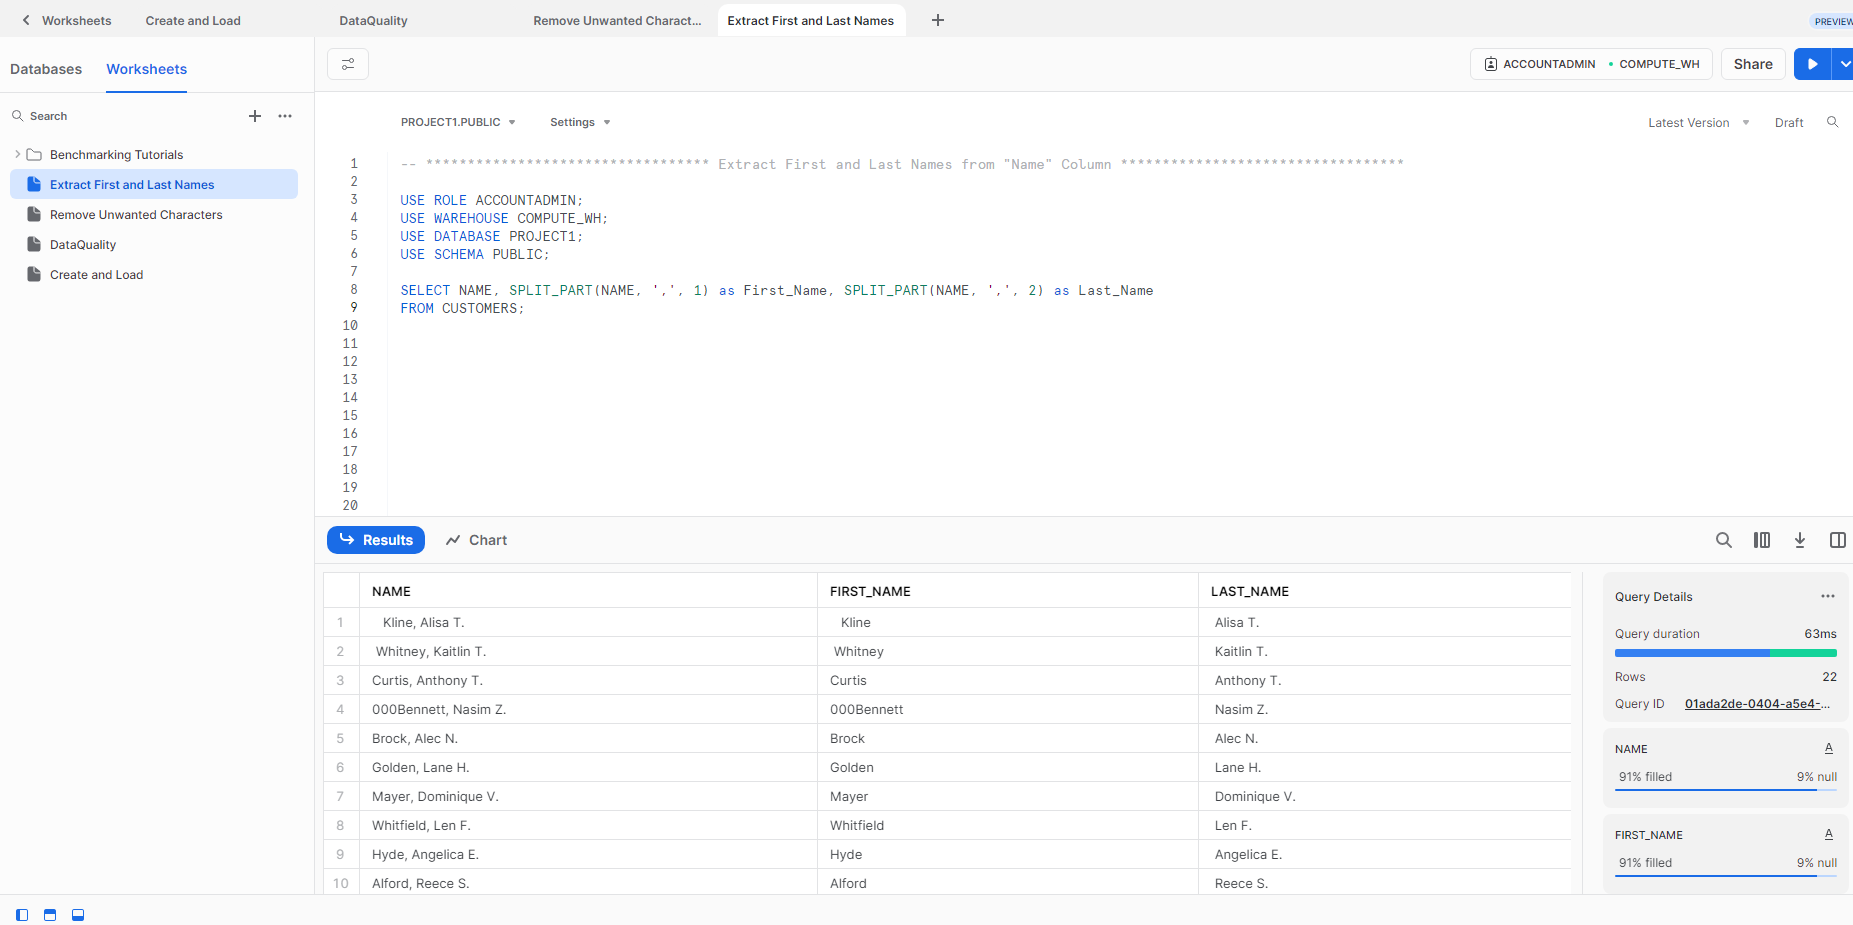 Worksheets
Create and Load
DataQuality
Remove Unwanted Charact...
Extract First and Last Names
PREVIEW
Databases
Worksheets
ACCOUNTADMIN
COMPUTE_WH
Share
Search
PROJECT1.PUBLIC
Settings
Latest Version
Draft
Benchmarking Tutorials
Extract First and Last Names
Remove Unwanted Characters
DataQuality
Create and Load
1 -- ********************************** Extract First and Last Names from "Name" Column **********************************
2
3 USE ROLE ACCOUNTADMIN;
4 USE WAREHOUSE COMPUTE_WH;
5 USE DATABASE PROJECT1;
6 USE SCHEMA PUBLIC;
7
8 SELECT NAME, SPLIT_PART(NAME, ',', 1) as First_Name, SPLIT_PART(NAME, ',', 2) as Last_Name
9 FROM CUSTOMERS;
10
11
12
13
14
15
16
17
18
19
20
Results
Chart
NAME FIRST_NAME LAST_NAME
1 Kline, Alisa T. Kline Alisa T.
2 Whitney, Kaitlin T. Whitney Kaitlin T.
3 Curtis, Anthony T. Curtis Anthony T.
4 000Bennett, Nasim Z. 000Bennett Nasim Z.
5 Brock, Alec N. Brock Alec N.
6 Golden, Lane H. Golden Lane H.
7 Mayer, Dominique V. Mayer Dominique V.
8 Whitfield, Len F. Whitfield Len F.
9 Hyde, Angelica E. Hyde Angelica E.
10 Alford, Reece S. Alford Reece S.
Query Details
Query duration 63ms
Rows 22
Query ID 01ada2de-0404-a5e4-...
NAME A
91% filled 9% null
FIRST_NAME A
91% filled 9% null